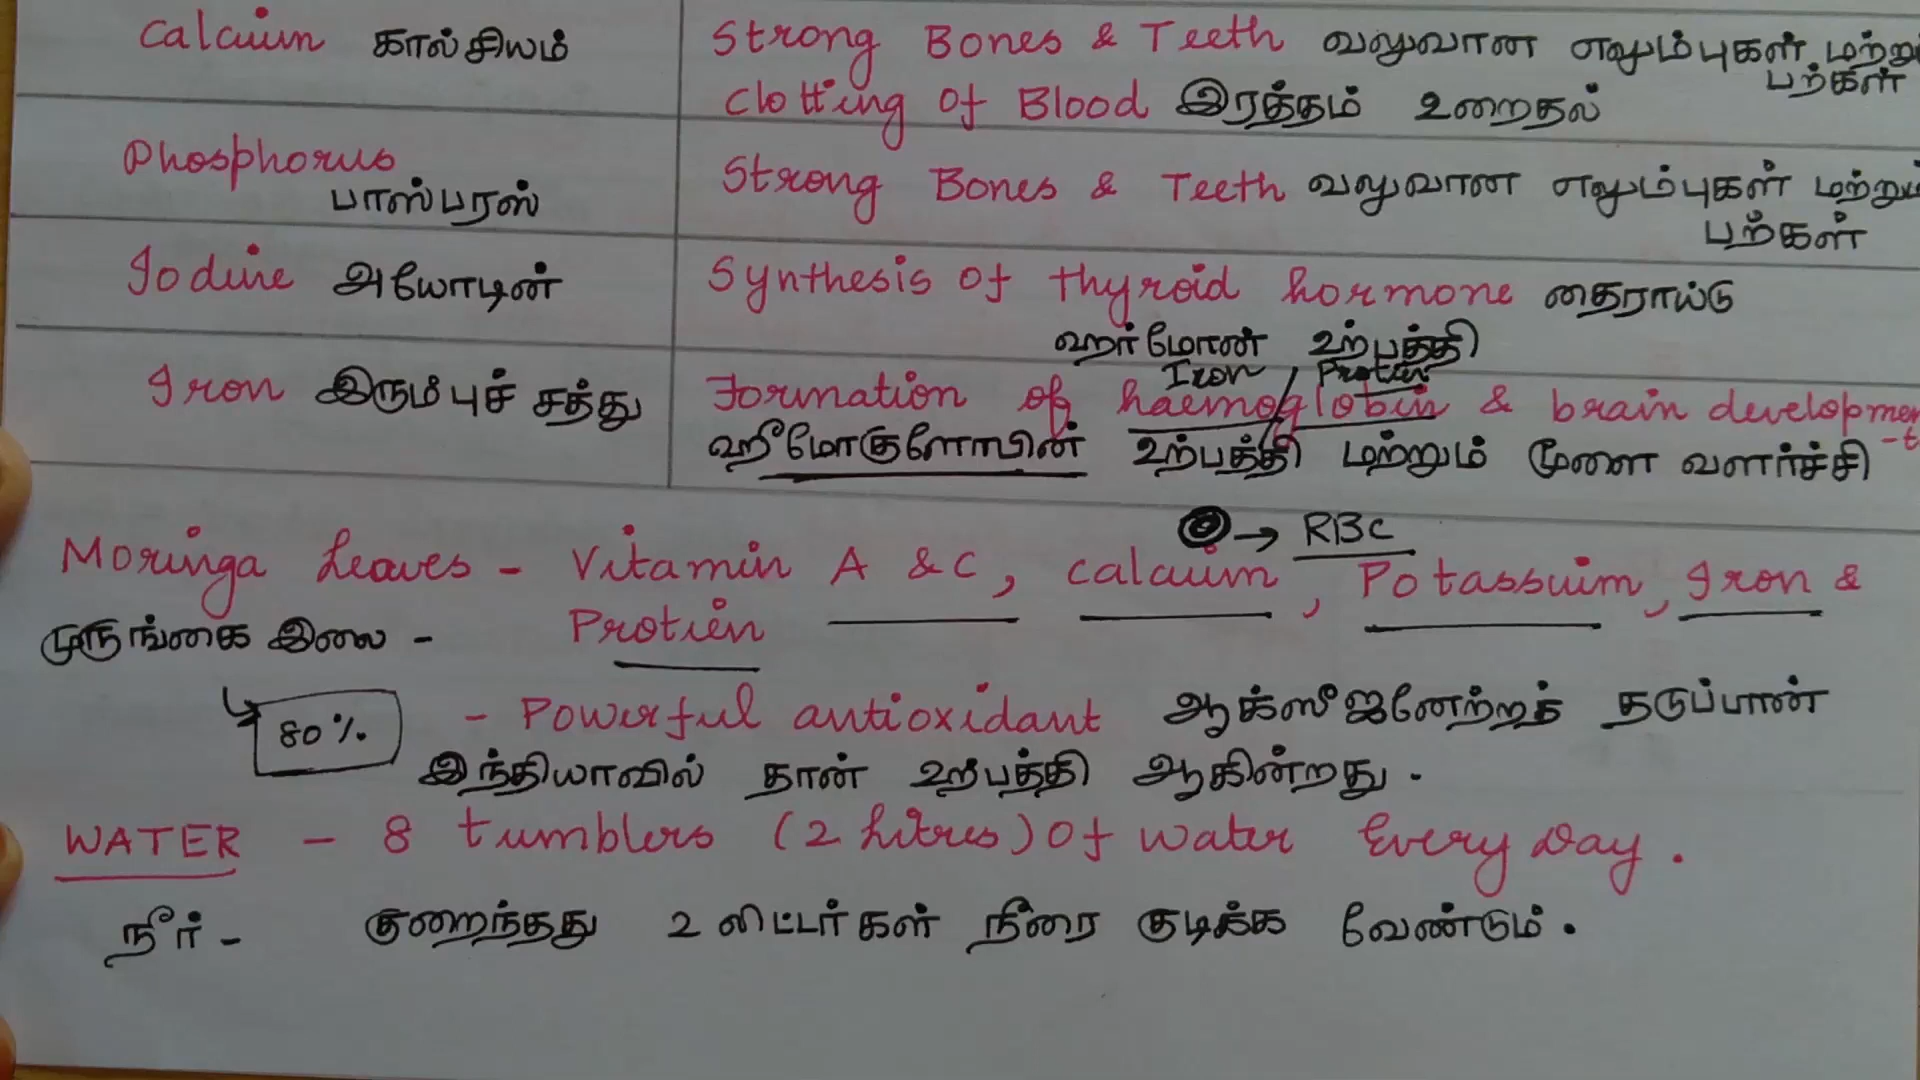 Calcium கால்சியம்
Strong Bones & Teeth வலுவான எலும்புகள் மற்று
பற்கள்
Clotting of Blood இரத்தம் உறைதல்
Phosphorus
பாஸ்பரஸ்
Strong Bones & Teeth வலுவான எலும்புகள் மற்றும்
பற்கள்
Iodine அயோடின்
Synthesis of thyroid hormone தைராய்டு
ஹார்மோன் உற்பத்தி
Iron இரும்புச் சத்து
Iron / Protein
Formation of haemoglobin & brain developmen
-t
ஹீமோகுளோபின் உற்பத்தி மற்றும் மூளை வளர்ச்சி
→ RBC
Moringa Leaves - Vitamin A & C, Calcium, Potassium, Iron &
முருங்கை இலை - Protien
80%.
- Powerful antioxidant ஆக்ஸீஜனேற்றத் தடுப்பான்
இந்தியாவில் தான் உற்பத்தி ஆகின்றது.
WATER - 8 tumblers (2 Litres) Of Water Every Day.
நீர் - குறைந்தது 2 லிட்டர்கள் நீரை குடிக்க வேண்டும்.